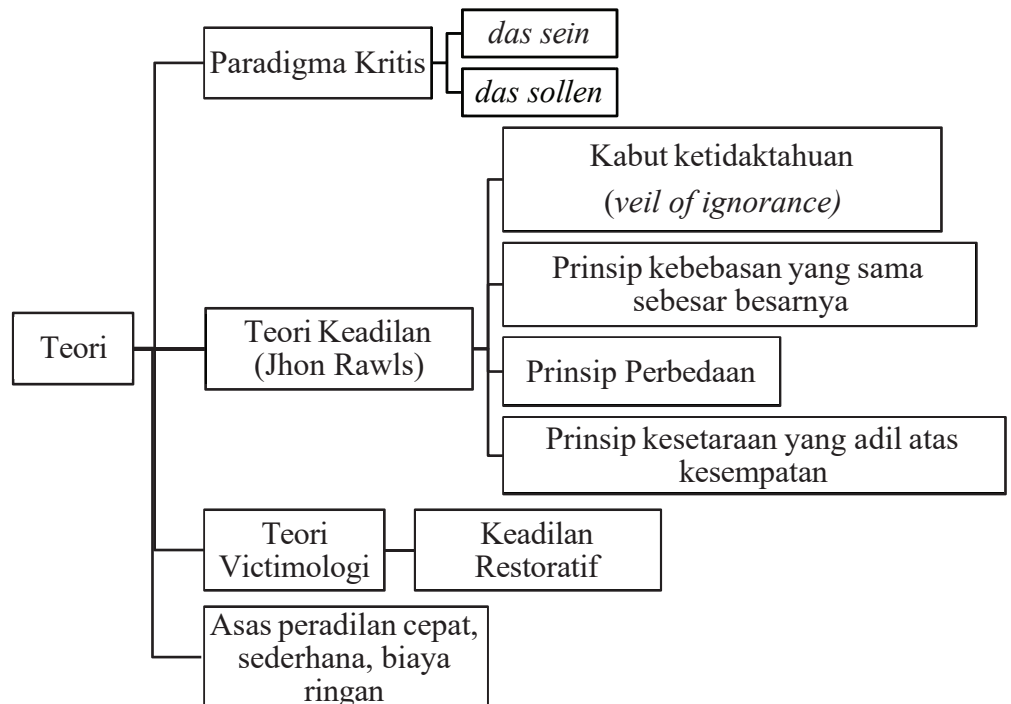 Paradigma Kritis
das sein
das sollen
Teori
Teori Keadilan
(Jhon Rawls)
Kabut ketidaktahuan
(veil of ignorance)
Prinsip kebebasan yang sama
sebesar besarnya
Prinsip Perbedaan
Prinsip kesetaraan yang adil atas
kesempatan
Teori
Victimologi
Keadilan
Restoratif
Asas peradilan cepat,
sederhana, biaya
ringan